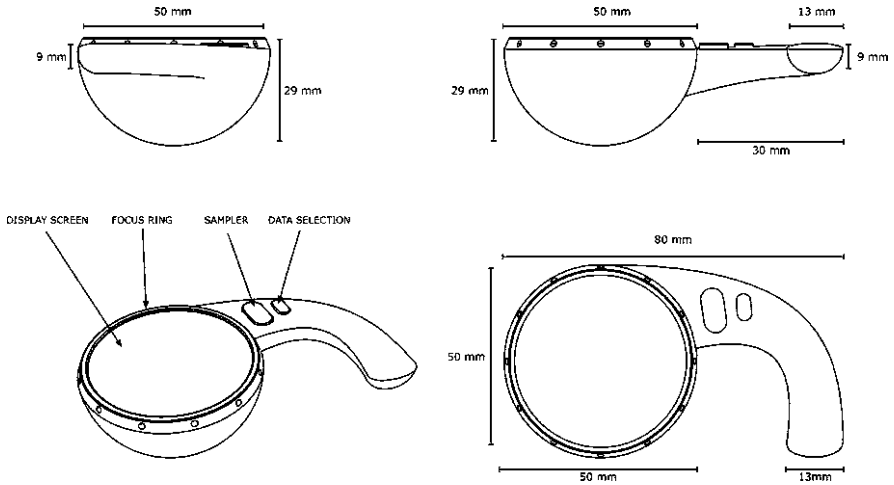 50 mm
9 mm
29 mm
50 mm
13 mm
29 mm
9 mm
30 mm
DISPLAY SCREEN
FOCUS RING
SAMPLER
DATA SELECTION
80 mm
50 mm
50 mm
13mm